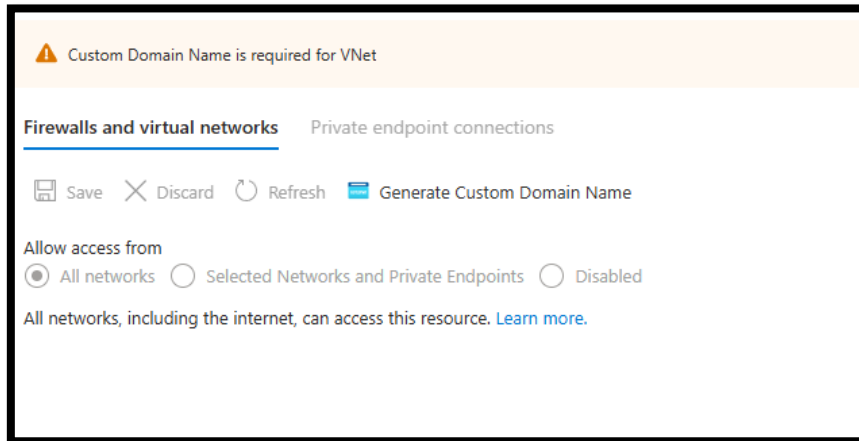 Custom Domain Name is required for VNet
Firewalls and virtual networks Private endpoint connections
Save Discard Refresh Generate Custom Domain Name
Allow access from
All networks Selected Networks and Private Endpoints Disabled
All networks, including the internet, can access this resource. Learn more.